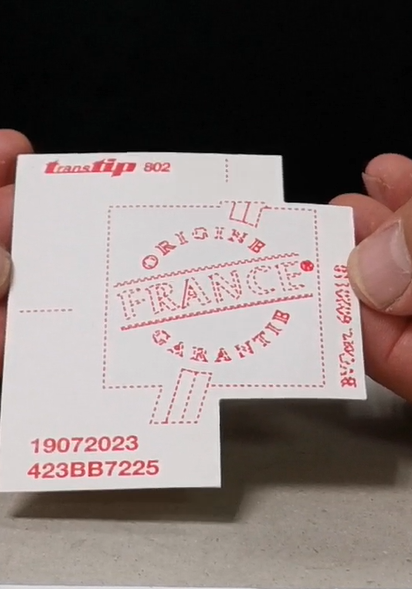 transtip 802
ORIGINE
FRANCE
GARANTIE
19072023
423BB7225